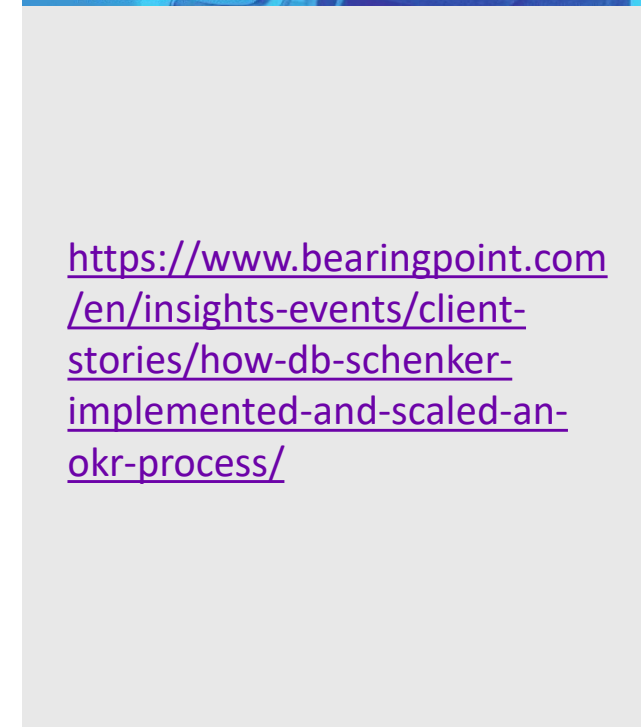 https://www.bearingpoint.com
/en/insights-events/client-
stories/how-db-schenker-
implemented-and-scaled-an-
okr-process/